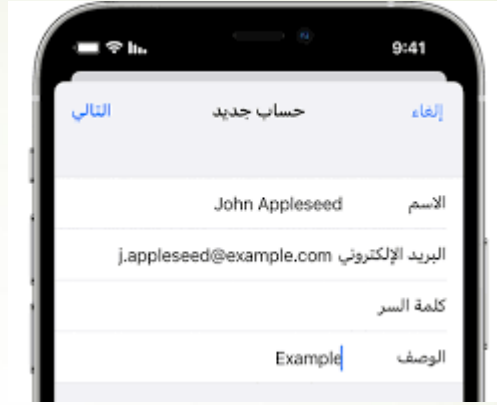 9:41
إلغاء حساب جديد التالي
الاسم John Appleseed
البريد الإلكتروني j.appleseed@example.com
كلمة السر
الوصف Example